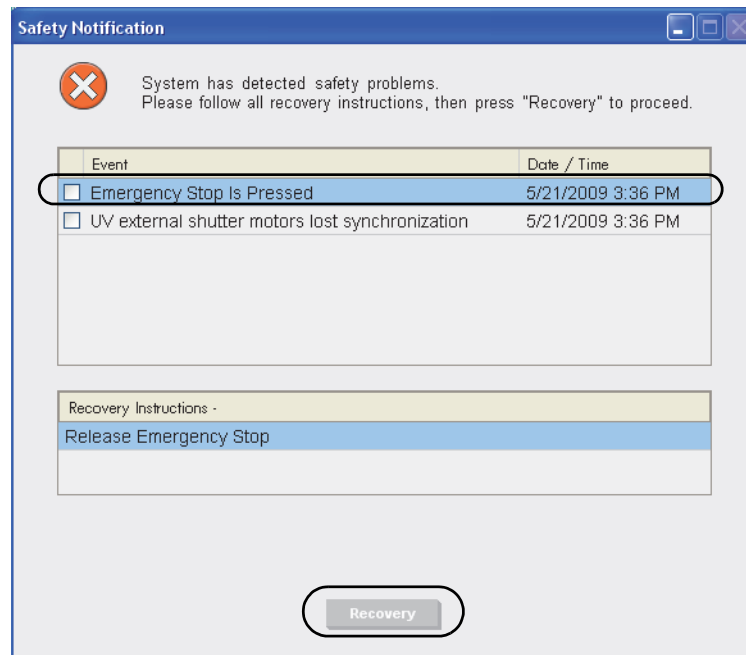 Safety Notification
System has detected safety problems.
Please follow all recovery instructions, then press "Recovery" to proceed.
Event Date / Time
Emergency Stop Is Pressed 5/21/2009 3:36 PM
UV external shutter motors lost synchronization 5/21/2009 3:36 PM
Recovery Instructions -
Release Emergency Stop
Recovery